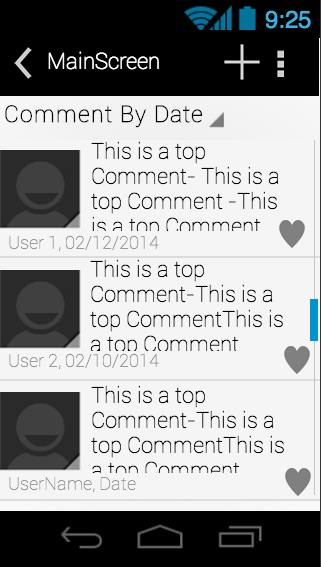 9:25
MainScreen
Comment By Date
This is a top
Comment- This is a
top Comment -This
is a top Comment
User 1, 02/12/2014
This is a top
Comment-This is a
top CommentThis is
a top Comment
User 2, 02/10/2014
This is a top
Comment-This is a
top CommentThis is
a top Comment
UserName, Date